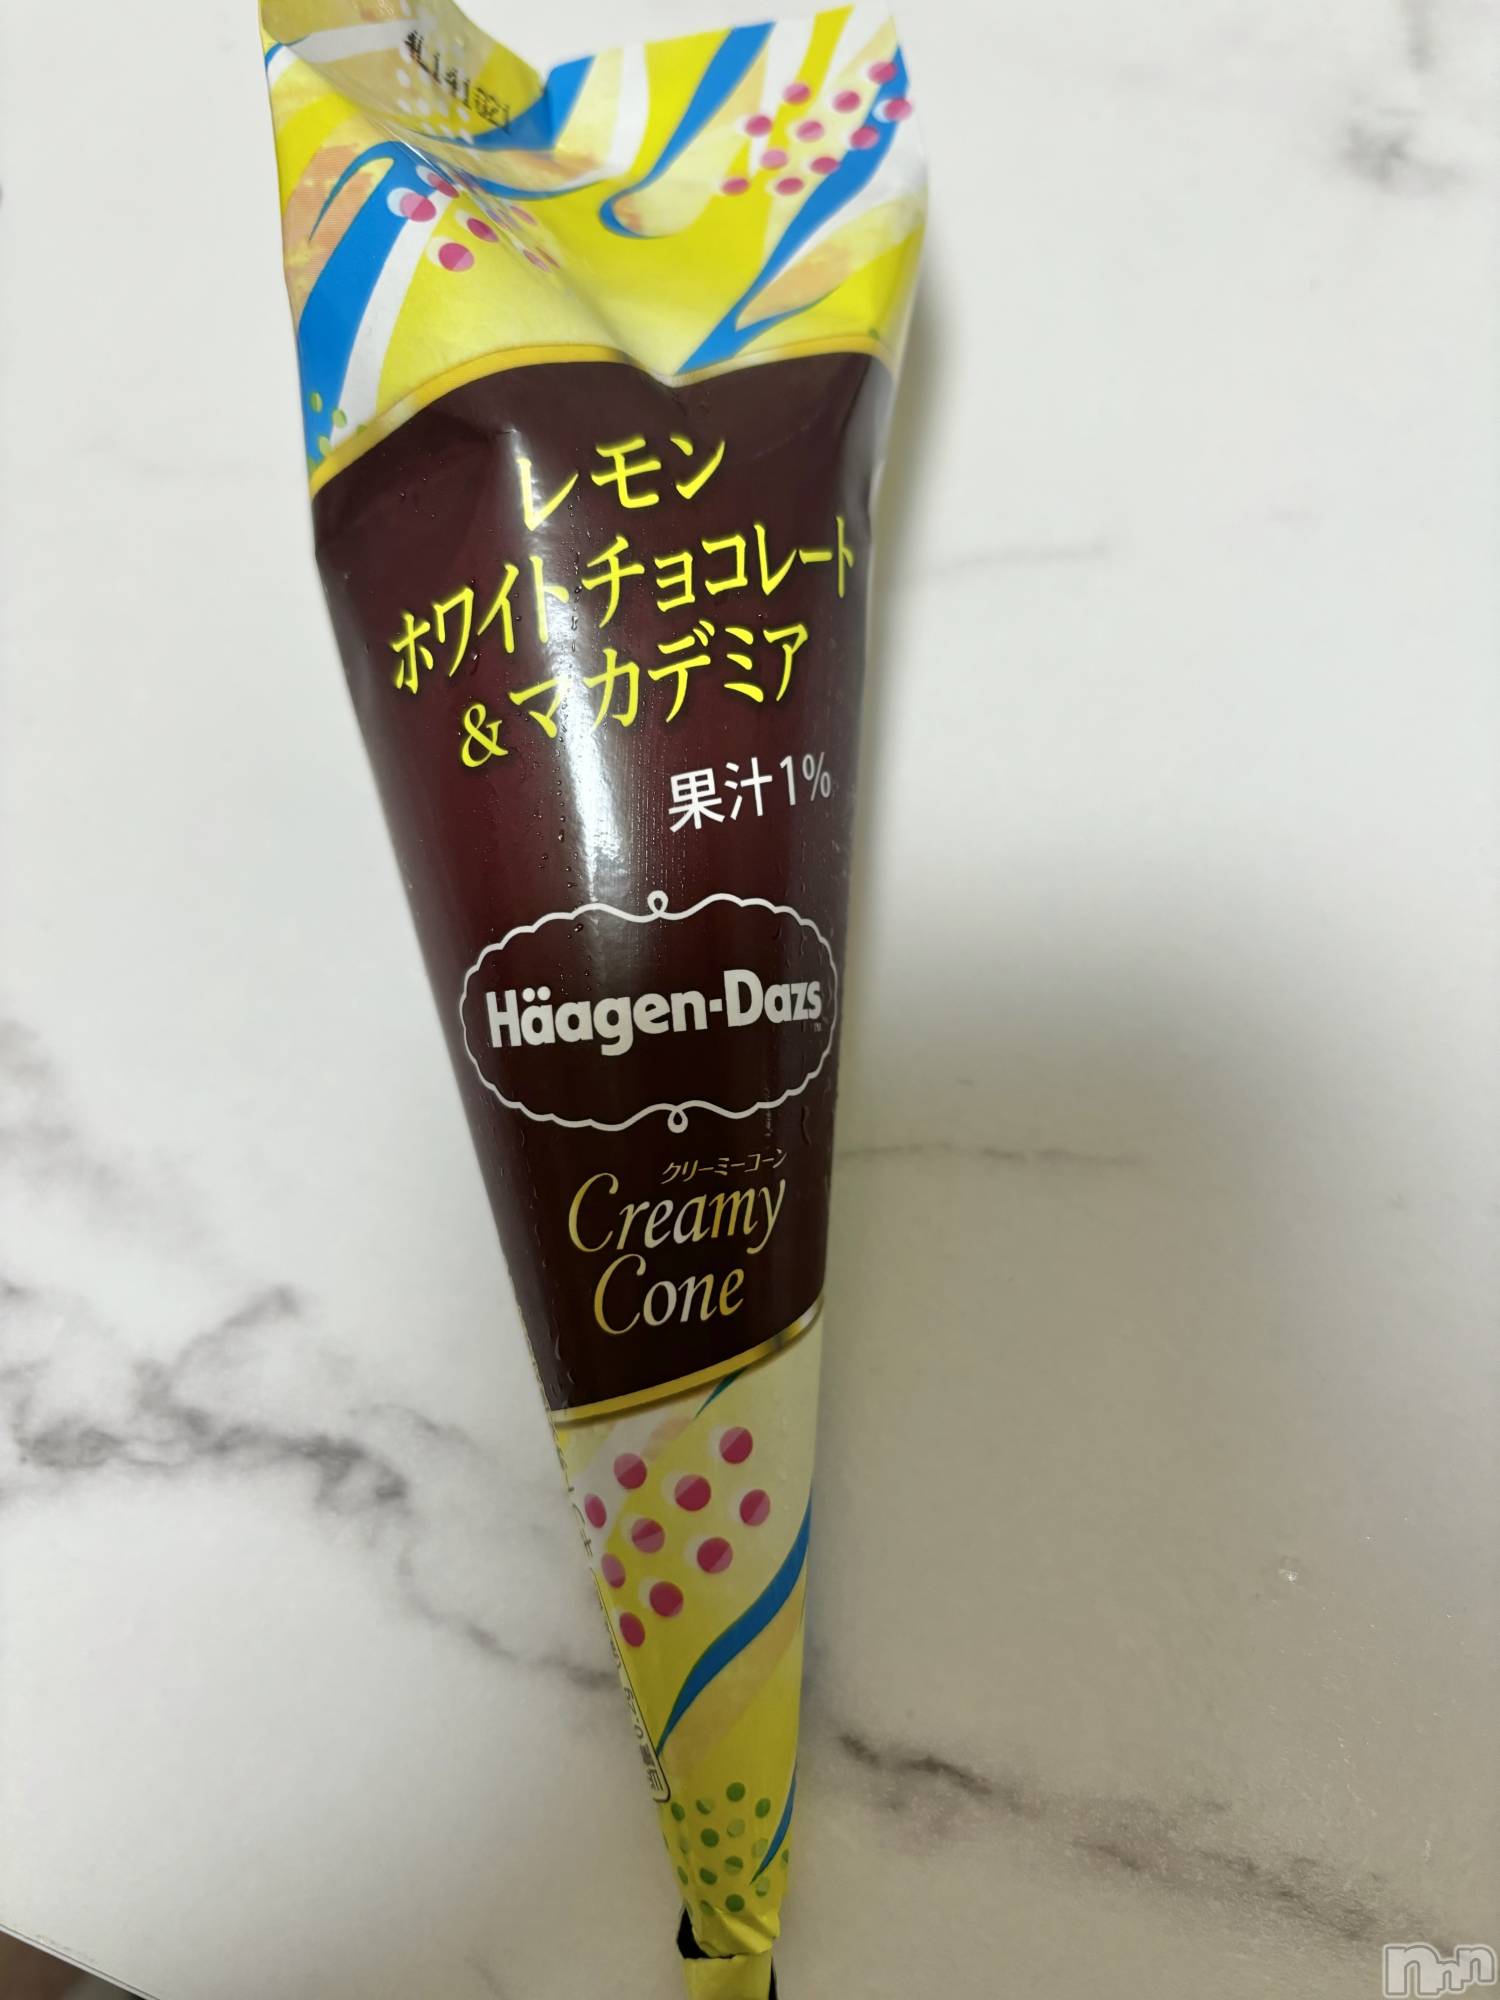 レモン
ホワイトチョコレート
&マカデミア
果汁1%
Häagen-Dazs
クリーミーコーン
Creamy
Cone
nnn